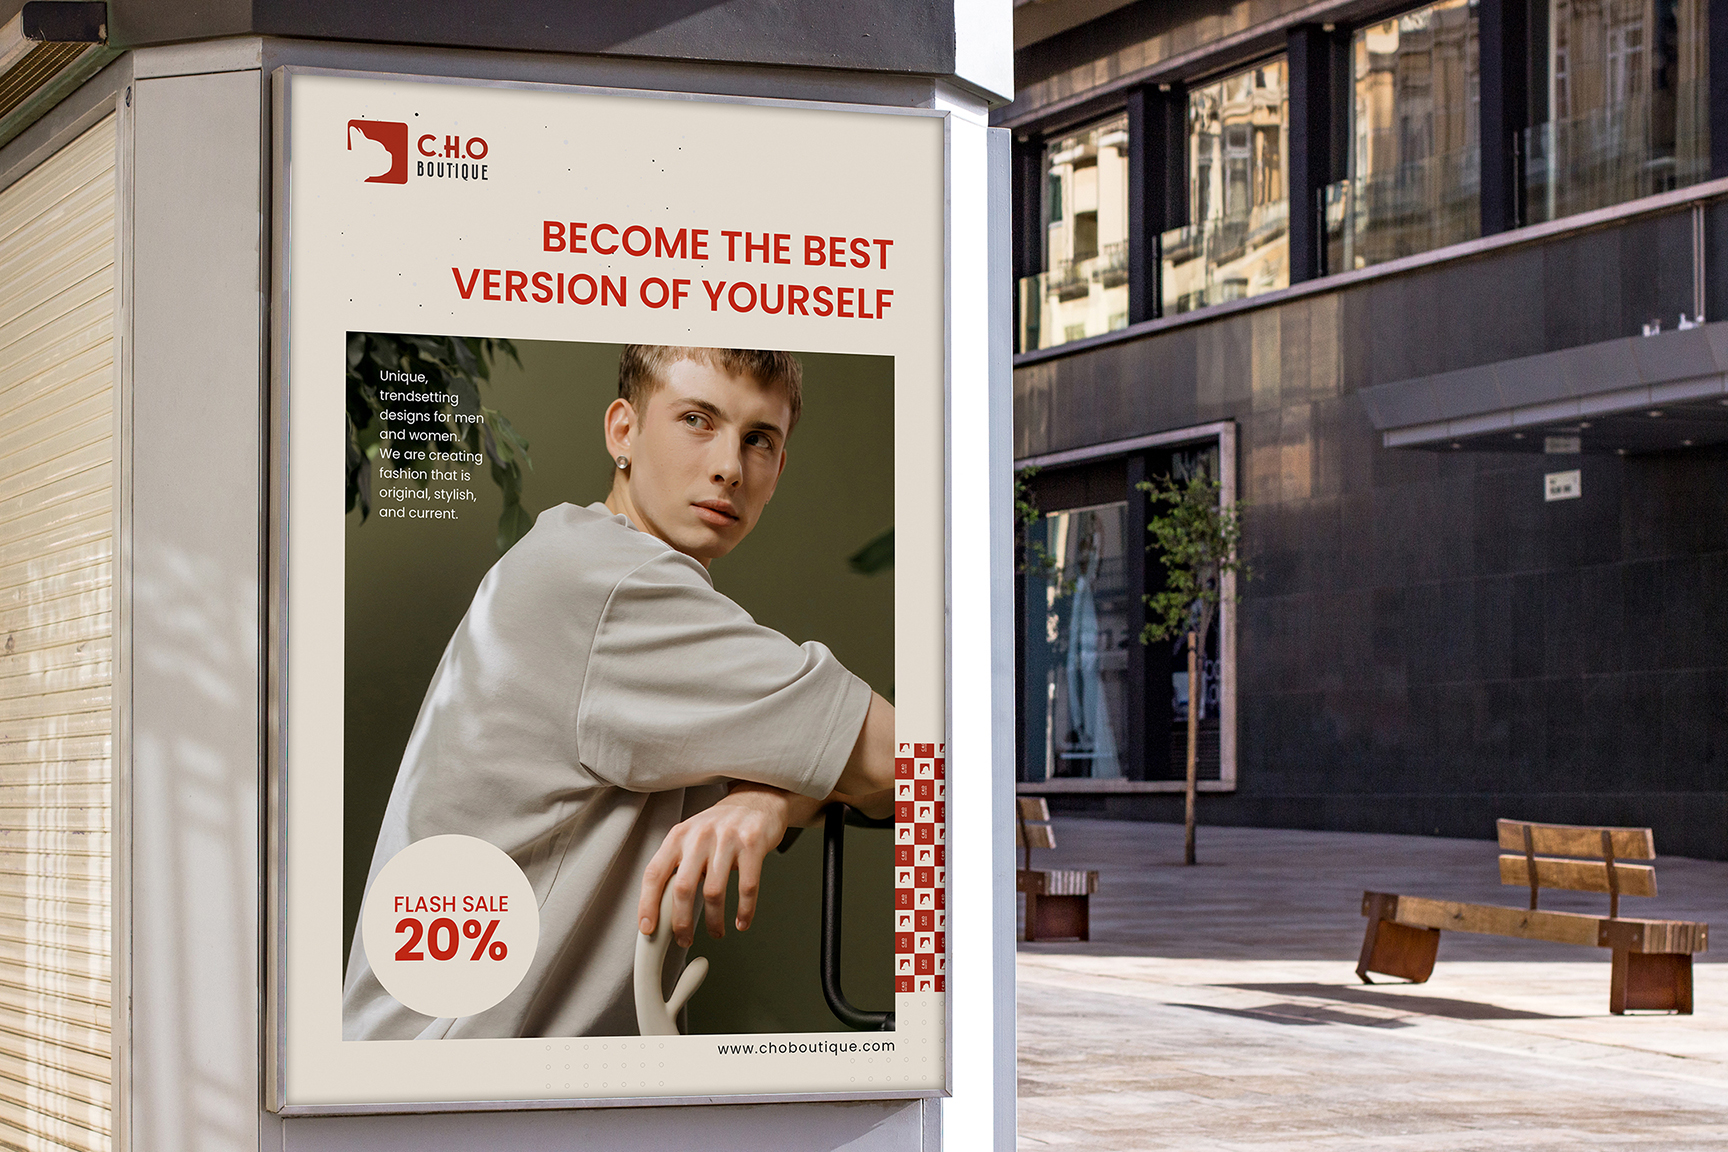 C.H.O
BOUTIQUE
BECOME THE BEST
VERSION OF YOURSELF
Unique,
trendsetting
designs for men
and women.
We are creating
fashion that is
original, stylish,
and current.
FLASH SALE
20%
www.choboutique.com